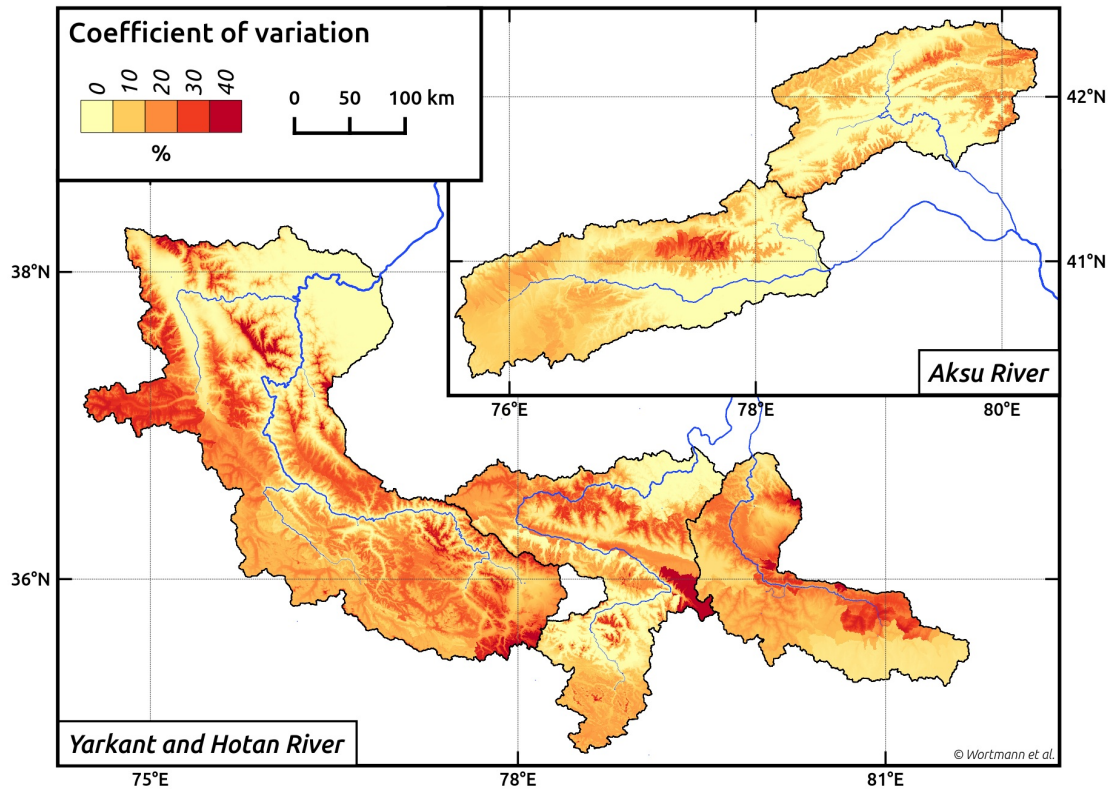 Coefficient of variation
0 10 20 30 40
%
0 50 100 km
42°N
41°N
Aksu River
76°E 78°E 80°E
38°N
36°N
Yarkant and Hotan River
© Wortmann et al.
75°E 78°E 81°E